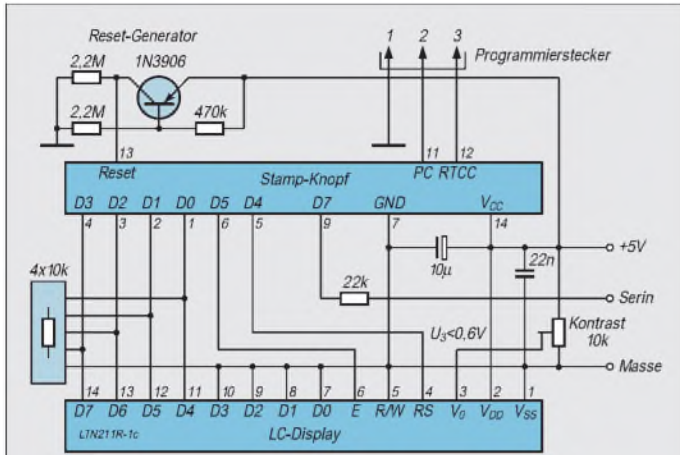 Reset-Generator
1N3906
1 2 3
Programmierstecker
2,2M
2,2M
470k
13
11 12
Reset
PC RTCC
Stamp-Knopf
D3 D2 D1 D0 D5 D4 D7 GND VCC
4 3 2 1 6 5 9 7 14
4x10k
10µ
22n
+5V
22k
Serin
U3<0,6V
Kontrast
10k
Masse
14 13 12 11 10 9 8 7 6 5 4 3 2 1
D7 D6 D5 D4 D3 D2 D1 D0 E R/W RS V0 VDD VSS
LTN211R-1c
LC-Display